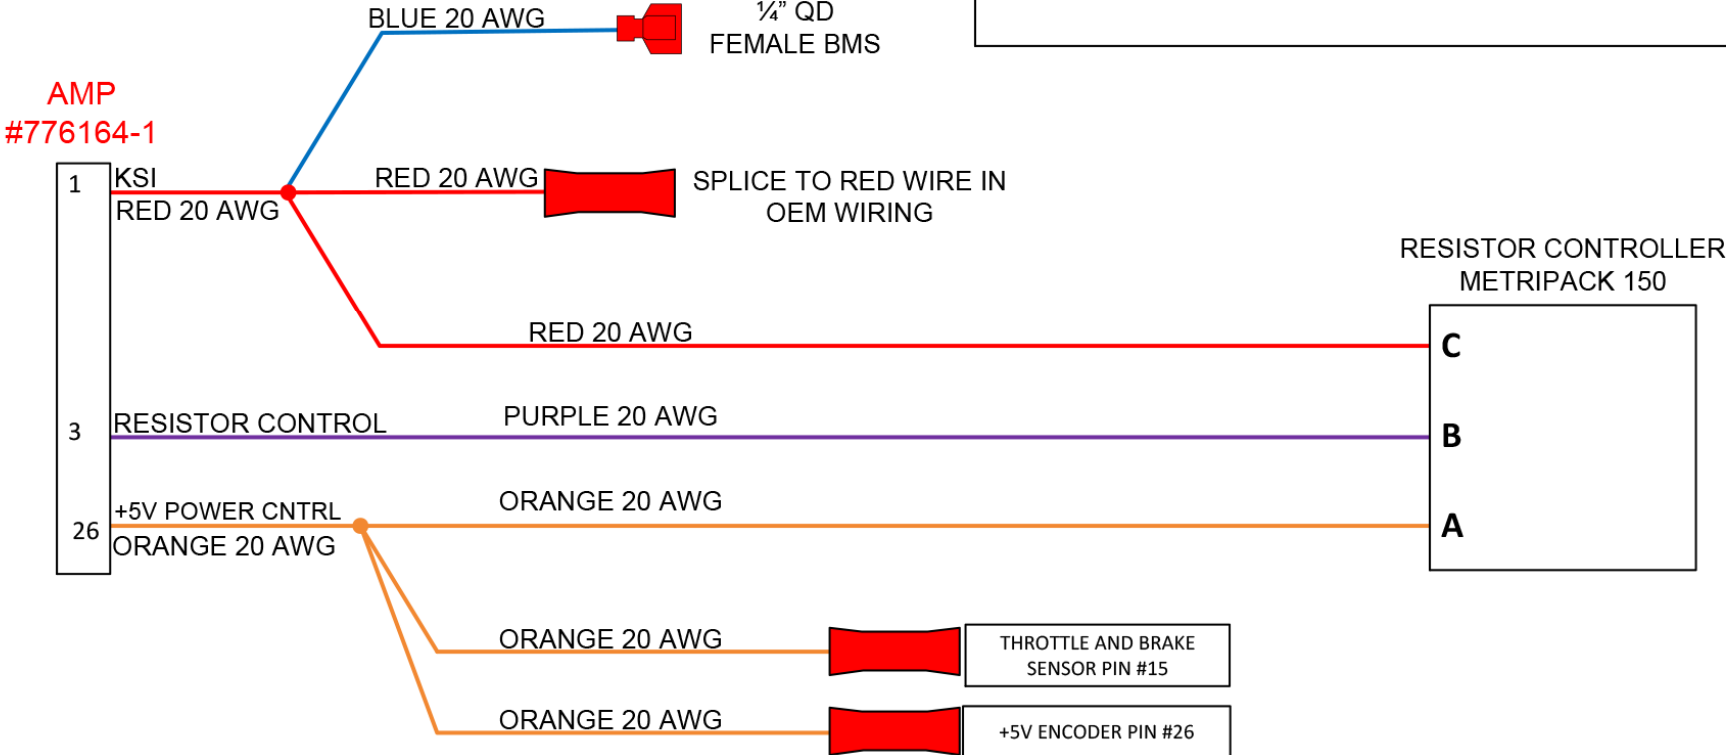 BLUE 20 AWG
¼” QD
FEMALE BMS
AMP
#776164-1
1
KSI
RED 20 AWG
RED 20 AWG
SPLICE TO RED WIRE IN
OEM WIRING
RESISTOR CONTROLLER
METRIPACK 150
RED 20 AWG
C
3
RESISTOR CONTROL
PURPLE 20 AWG
B
26
+5V POWER CNTRL
ORANGE 20 AWG
ORANGE 20 AWG
A
ORANGE 20 AWG
THROTTLE AND BRAKE
SENSOR PIN #15
ORANGE 20 AWG
+5V ENCODER PIN #26